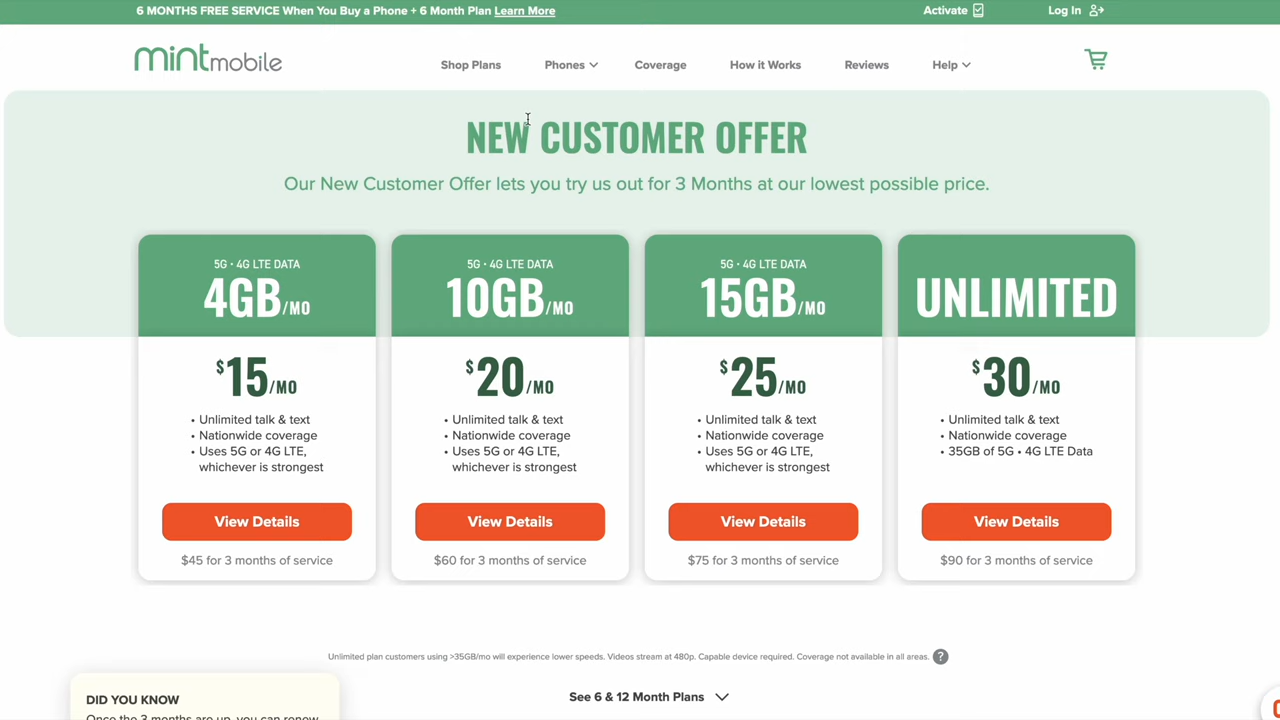 6 MONTHS FREE SERVICE When You Buy a Phone + 6 Month Plan Learn More
Activate
Log In
mintmobile
Shop Plans
Phones
Coverage
How it Works
Reviews
Help
NEW CUSTOMER OFFER
Our New Customer Offer lets you try us out for 3 Months at our lowest possible price.
5G • 4G LTE DATA
4GB/MO
$15/MO
• Unlimited talk & text
• Nationwide coverage
• Uses 5G or 4G LTE,
whichever is strongest
View Details
$45 for 3 months of service
5G • 4G LTE DATA
10GB/MO
$20/MO
• Unlimited talk & text
• Nationwide coverage
• Uses 5G or 4G LTE,
whichever is strongest
View Details
$60 for 3 months of service
5G • 4G LTE DATA
15GB/MO
$25/MO
• Unlimited talk & text
• Nationwide coverage
• Uses 5G or 4G LTE,
whichever is strongest
View Details
$75 for 3 months of service
UNLIMITED
$30/MO
• Unlimited talk & text
• Nationwide coverage
• 35GB of 5G • 4G LTE Data
View Details
$90 for 3 months of service
Unlimited plan customers using >35GB/mo will experience lower speeds. Videos stream at 480p. Capable device required. Coverage not available in all areas. ?
See 6 & 12 Month Plans
DID YOU KNOW
Once the 3 months are up, you can renew